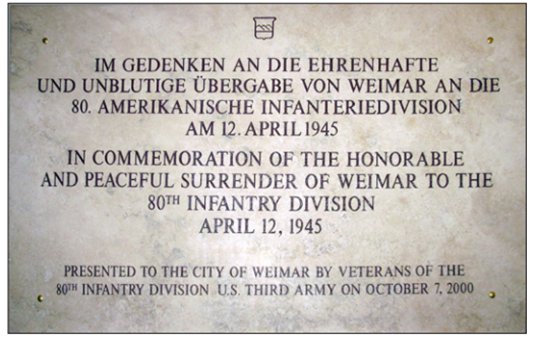 IM GEDENKEN AN DIE EHRENHAFTE
UND UNBLUTIGE ÜBERGABE VON WEIMAR AN DIE
80. AMERIKANISCHE INFANTERIEDIVISION
AM 12. APRIL 1945
IN COMMEMORATION OF THE HONORABLE
AND PEACEFUL SURRENDER OF WEIMAR TO THE
80TH INFANTRY DIVISION
APRIL 12, 1945
PRESENTED TO THE CITY OF WEIMAR BY VETERANS OF THE
80TH INFANTRY DIVISION U.S. THIRD ARMY ON OCTOBER 7, 2000